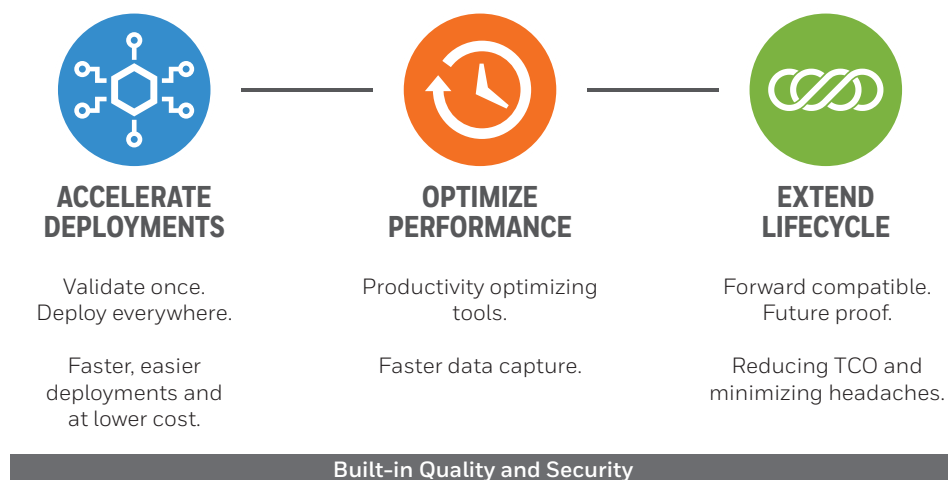 ACCELERATE
DEPLOYMENTS
Validate once.
Deploy everywhere.
Faster, easier
deployments and
at lower cost.
OPTIMIZE
PERFORMANCE
Productivity optimizing
tools.
Faster data capture.
EXTEND
LIFECYCLE
Forward compatible.
Future proof.
Reducing TCO and
minimizing headaches.
Built-in Quality and Security